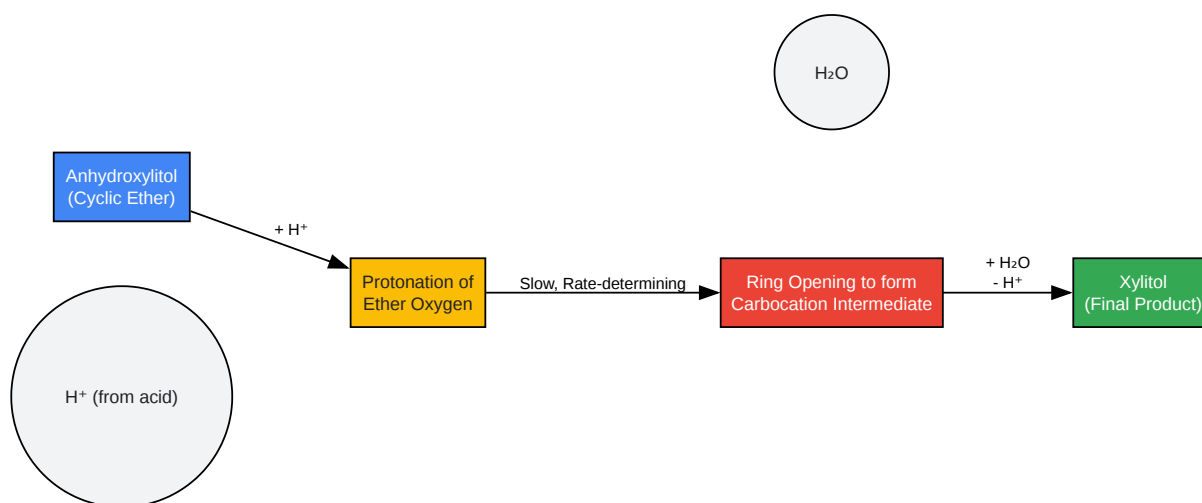 H₂O
Anhydroxylitol
(Cyclic Ether)
+ H⁺
Protonation of
Ether Oxygen
Slow, Rate-determining
Ring Opening to form
Carbocation Intermediate
+ H₂O
- H⁺
Xylitol
(Final Product)
H⁺ (from acid)